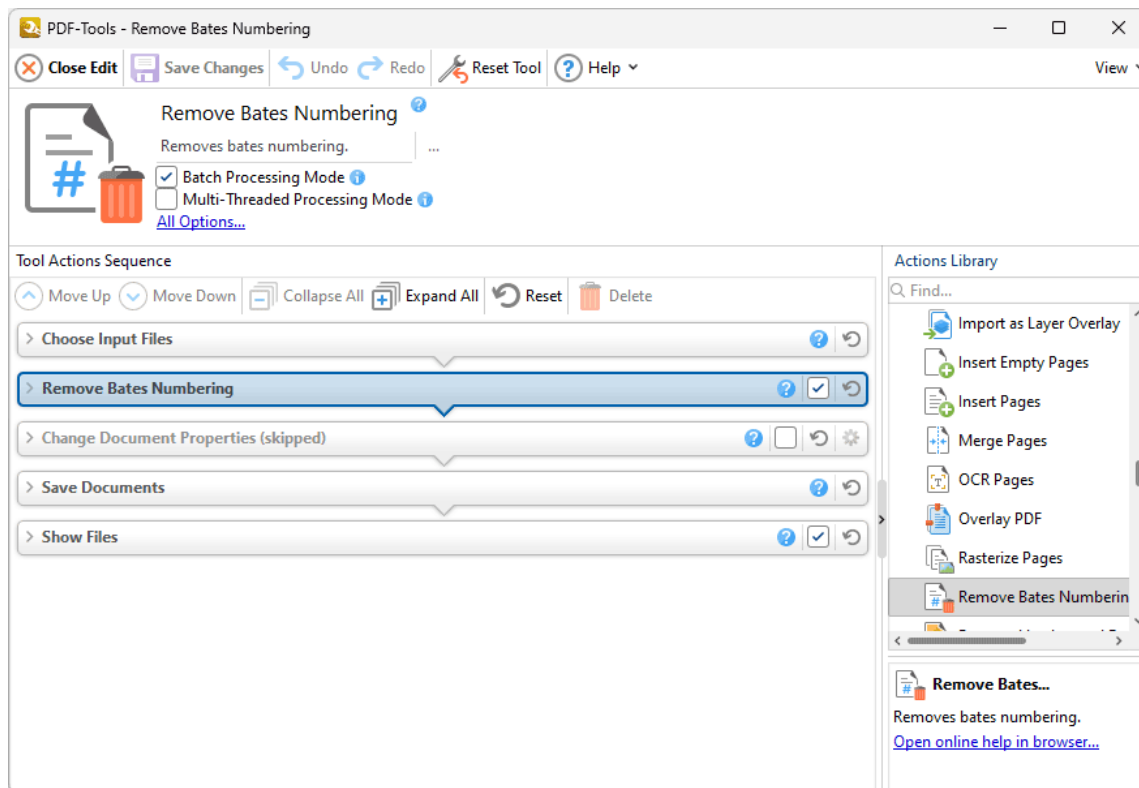 PDF-Tools - Remove Bates Numbering
Close Edit Save Changes Undo Redo Reset Tool ? Help View
Remove Bates Numbering ?
Removes bates numbering. ...
#
Batch Processing Mode i
Multi-Threaded Processing Mode i
All Options...
Tool Actions Sequence
Move Up Move Down Collapse All Expand All Reset Delete
Choose Input Files ?
Remove Bates Numbering ?
Change Document Properties (skipped) ?
Save Documents ?
Show Files ?
Actions Library
Find...
Import as Layer Overlay
Insert Empty Pages
Insert Pages
Merge Pages
OCR Pages
Overlay PDF
Rasterize Pages
Remove Bates Numberin
Remove Bates...
Removes bates numbering.
Open online help in browser...